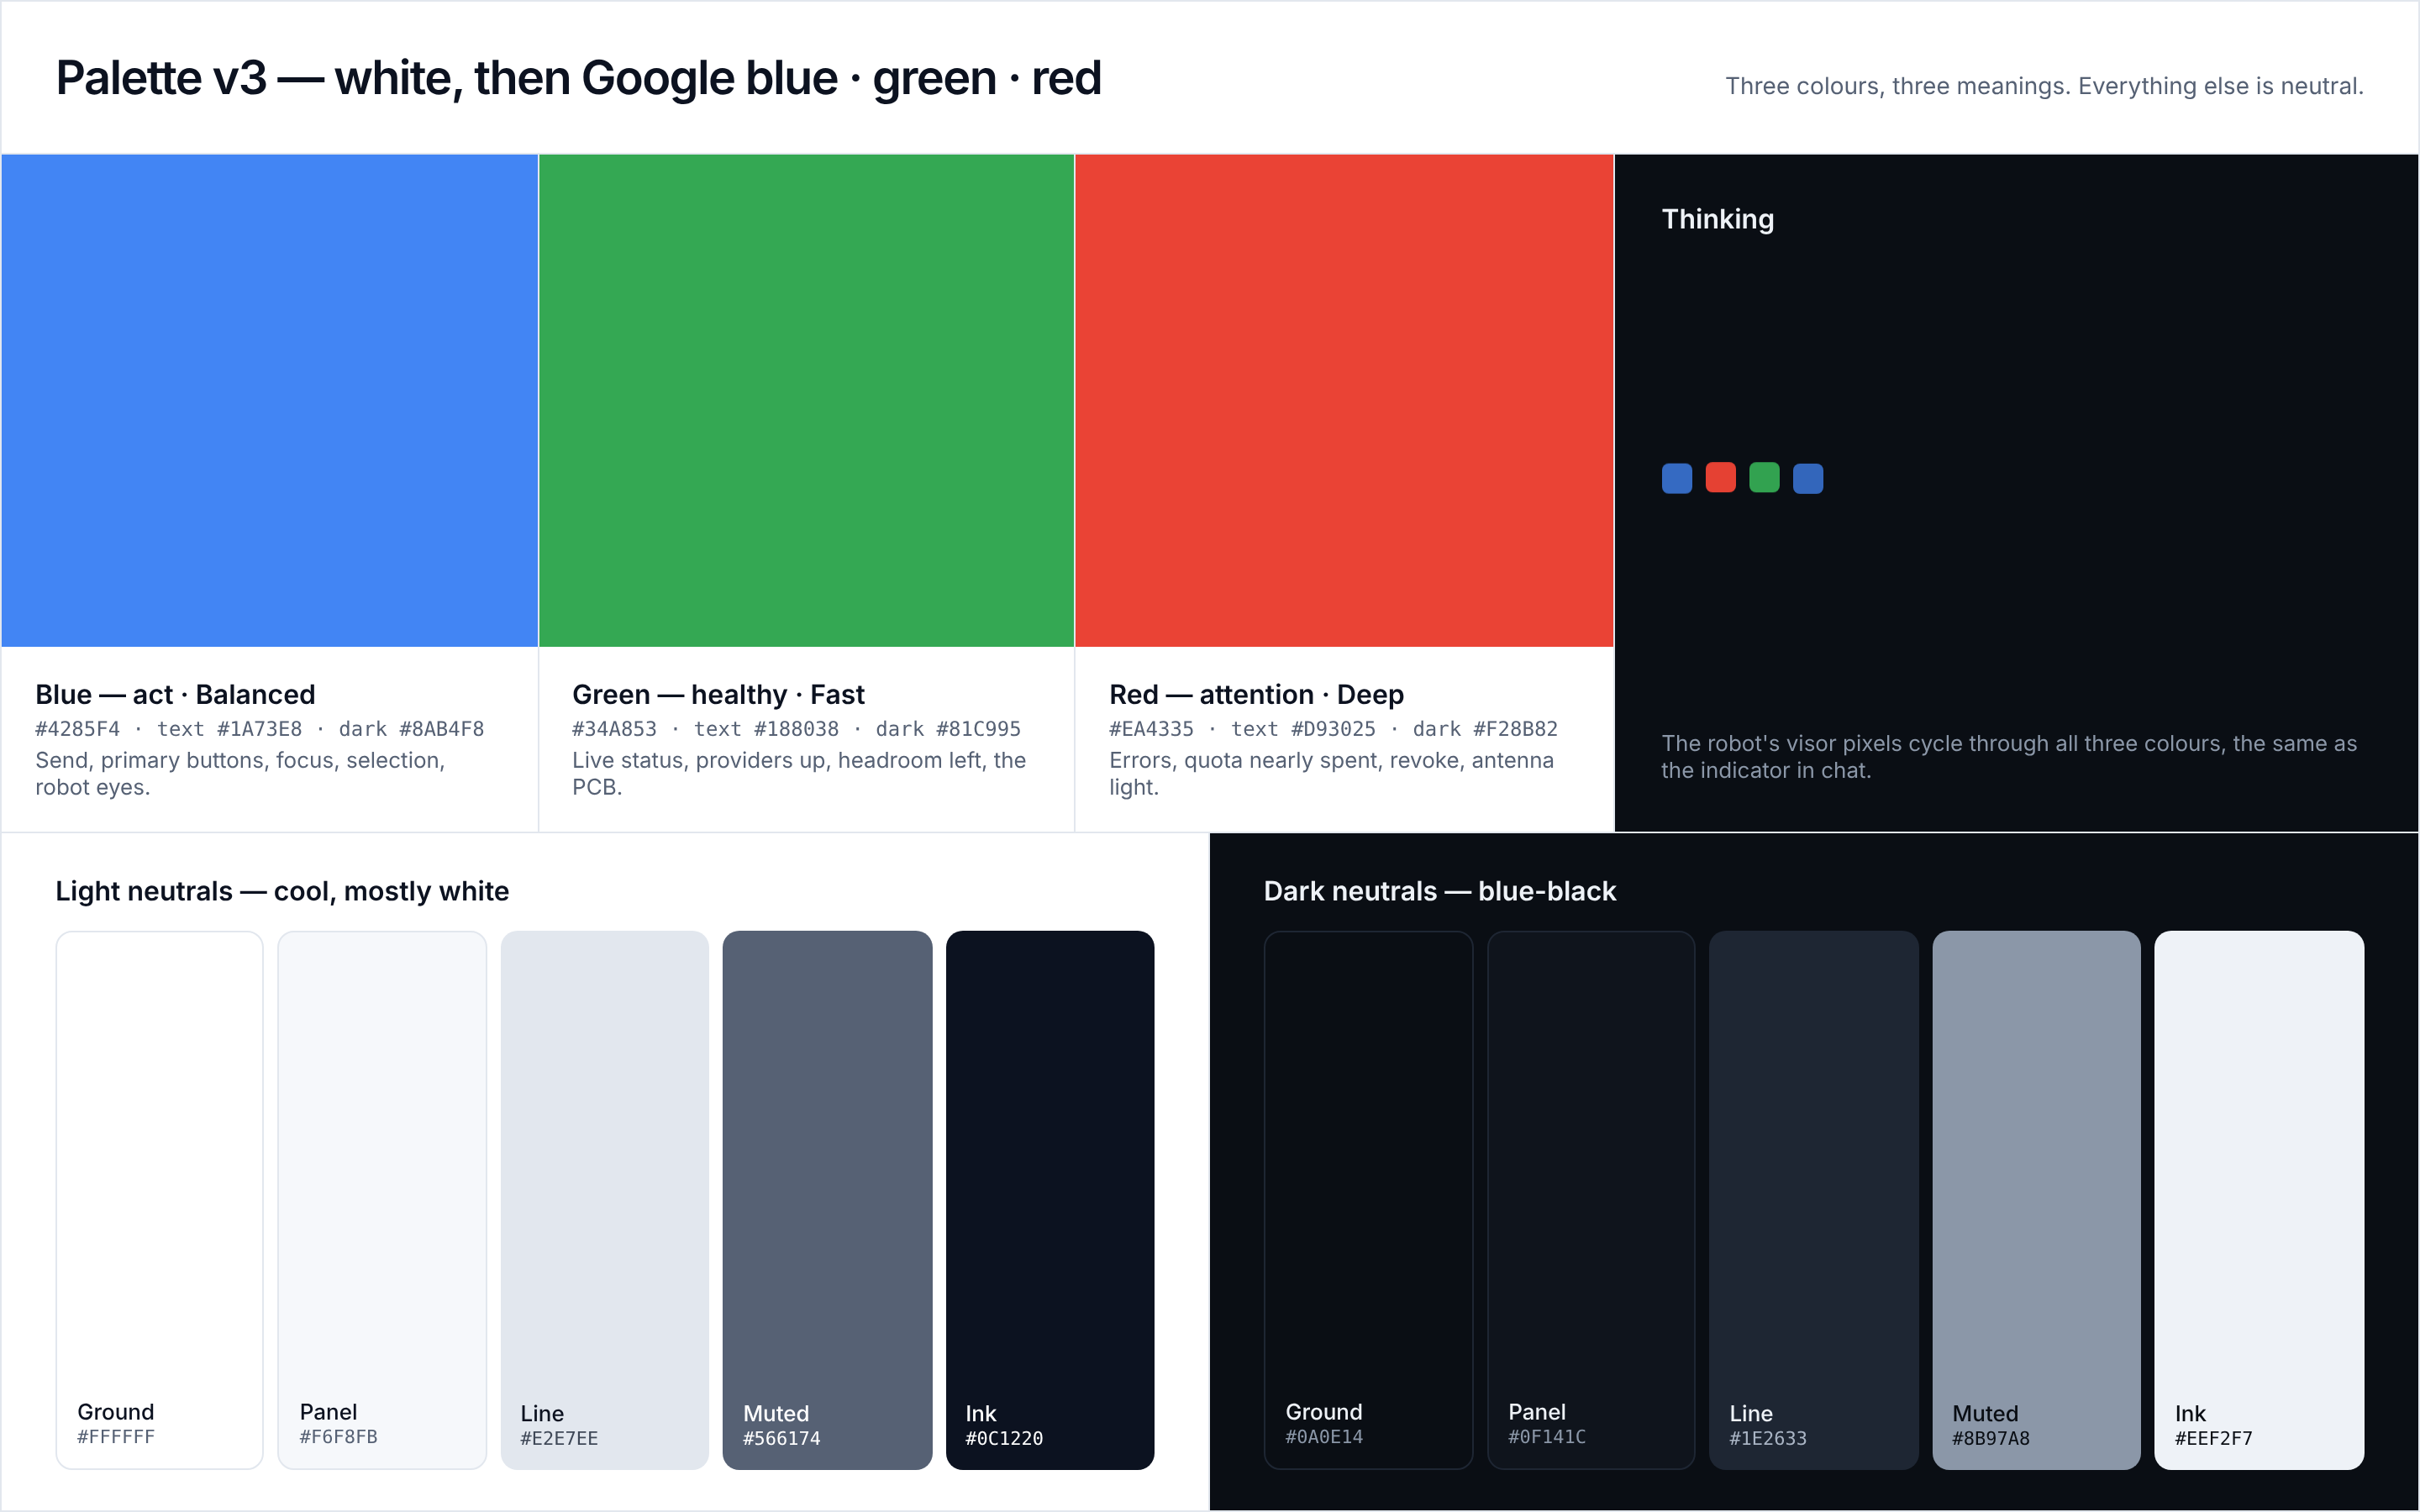 Palette v3 — white, then Google blue · green · red
Three colours, three meanings. Everything else is neutral.
Blue — act · Balanced
#4285F4 · text #1A73E8 · dark #8AB4F8
Send, primary buttons, focus, selection,
robot eyes.
Green — healthy · Fast
#34A853 · text #188038 · dark #81C995
Live status, providers up, headroom left, the
PCB.
Red — attention · Deep
#EA4335 · text #D93025 · dark #F28B82
Errors, quota nearly spent, revoke, antenna
light.
Thinking
The robot's visor pixels cycle through all three colours, the same as
the indicator in chat.
Light neutrals — cool, mostly white
Ground
#FFFFFF
Panel
#F6F8FB
Line
#E2E7EE
Muted
#566174
Ink
#0C1220
Dark neutrals — blue-black
Ground
#0A0E14
Panel
#0F141C
Line
#1E2633
Muted
#8B97A8
Ink
#EEF2F7